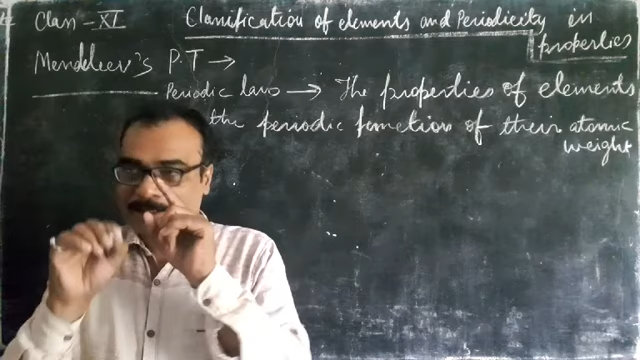 Class - XI
Classification of elements and Periodicity in
properties
Mendeleev's P.T →
Periodic law → The properties of elements
the periodic function of their atomic
weight